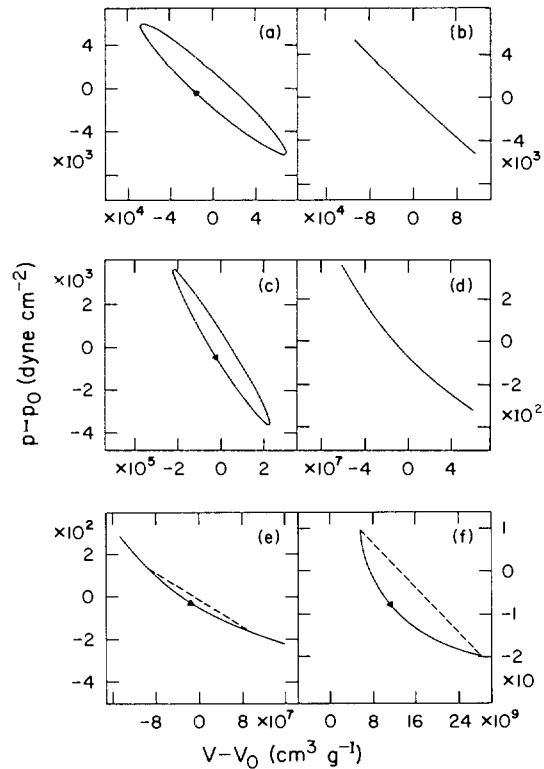 (a)
4
0
-4
×10³
×10⁴ -4 0 4
(b)
4
0
-4
×10³
×10⁴ -8 0 8
p-p₀ (dyne cm⁻²)
×10³
(c)
2
0
-2
-4
×10⁵ -2 0 2
(d)
2
0
-2
×10²
×10⁷ -4 0 4
×10²
(e)
2
0
-2
-4
-8 0 8 ×10⁷
(f)
1
0
-1
-2
×10
0 8 16 24 ×10⁹
V-V₀ (cm³ g⁻¹)